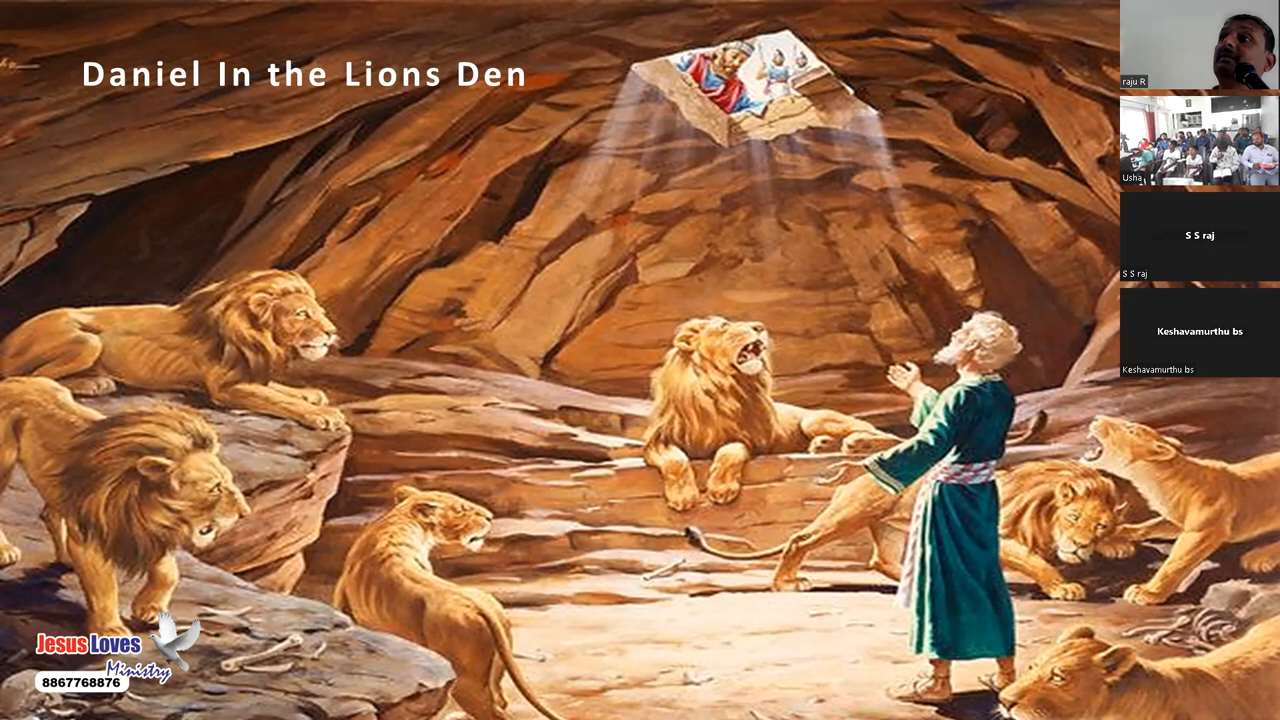 Daniel In the Lions Den
raju R
Usha
S S raj
S S raj
Keshavamurthu bs
Keshavamurthu bs
Jesus Loves
Ministry
8867768876